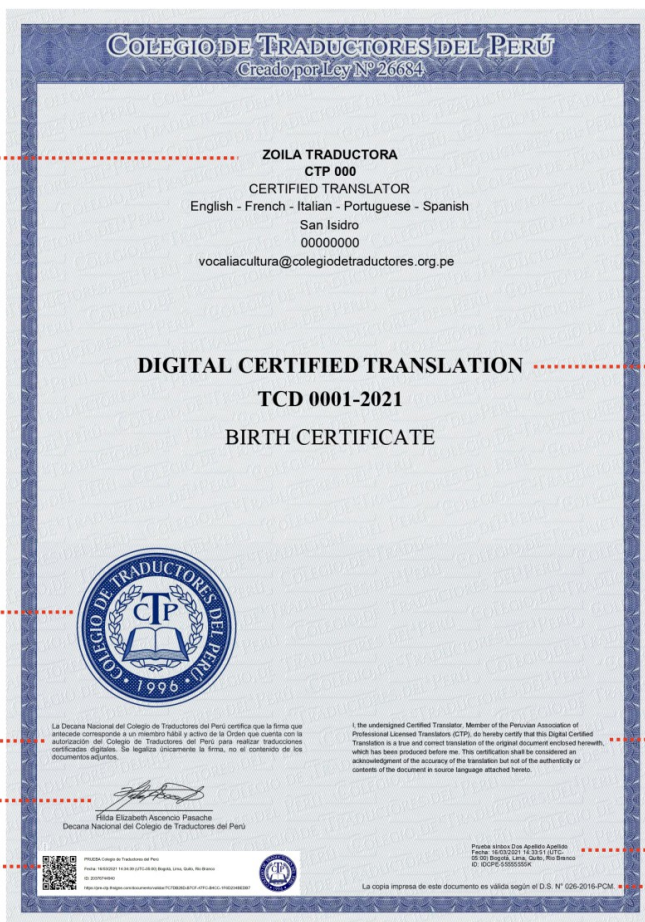 COLEGIO DE TRADUCTORES DEL PERÚ
Creado por Ley Nº 26684
ZOILA TRADUCTORA
CTP 000
CERTIFIED TRANSLATOR
English - French - Italian - Portuguese - Spanish
San Isidro
00000000
vocaliacultura@colegiodetraductores.org.pe
DIGITAL CERTIFIED TRANSLATION
TCD 0001-2021
BIRTH CERTIFICATE
COLEGIO DE TRADUCTORES DEL PERÚ
CTP
1996
La Decana Nacional del Colegio de Traductores del Perú certifica que la firma que
antecede corresponde a un miembro hábil y activo de la Orden que cuenta con la
autorización del Colegio de Traductores del Perú para realizar traducciones
certificadas digitales. Se legaliza únicamente la firma, no el contenido de los
documentos adjuntos.
Hilda Elizabeth Ascencio Pasache
Decana Nacional del Colegio de Traductores del Perú
I, the undersigned Certified Translator, Member of the Peruvian Association of
Professional Licensed Translators (CTP), do hereby certify that this Digital Certified
Translation is a true and correct translation of the original document enclosed herewith,
which has been produced before me. This certification shall be considered an
acknowledgment of the accuracy of the translation but not of the authenticity or
contents of the document in source language attached hereto.
PRUEBA Colegio de Traductores del Perú
Prueba sinbox Dos Apellido Apellido
Fecha: 16/03/2021 14:33:51 (UTC-
05:00) Bogotá, Lima, Quito, Rio Branco
ID: IDCPE-55555555K
La copia impresa de este documento es válida según el D.S. N° 026-2016-PCM.